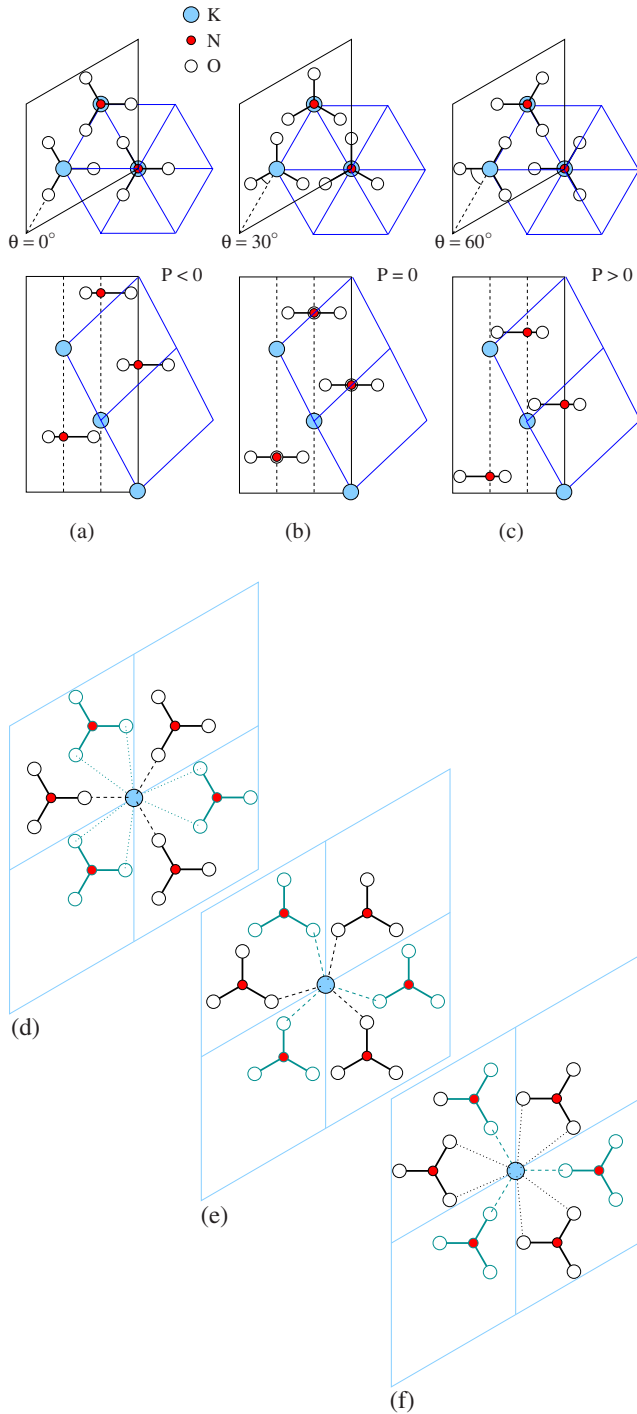 K
N
O
θ = 0°
θ = 30°
θ = 60°
P < 0
P = 0
P > 0
(a)
(b)
(c)
(d)
(e)
(f)